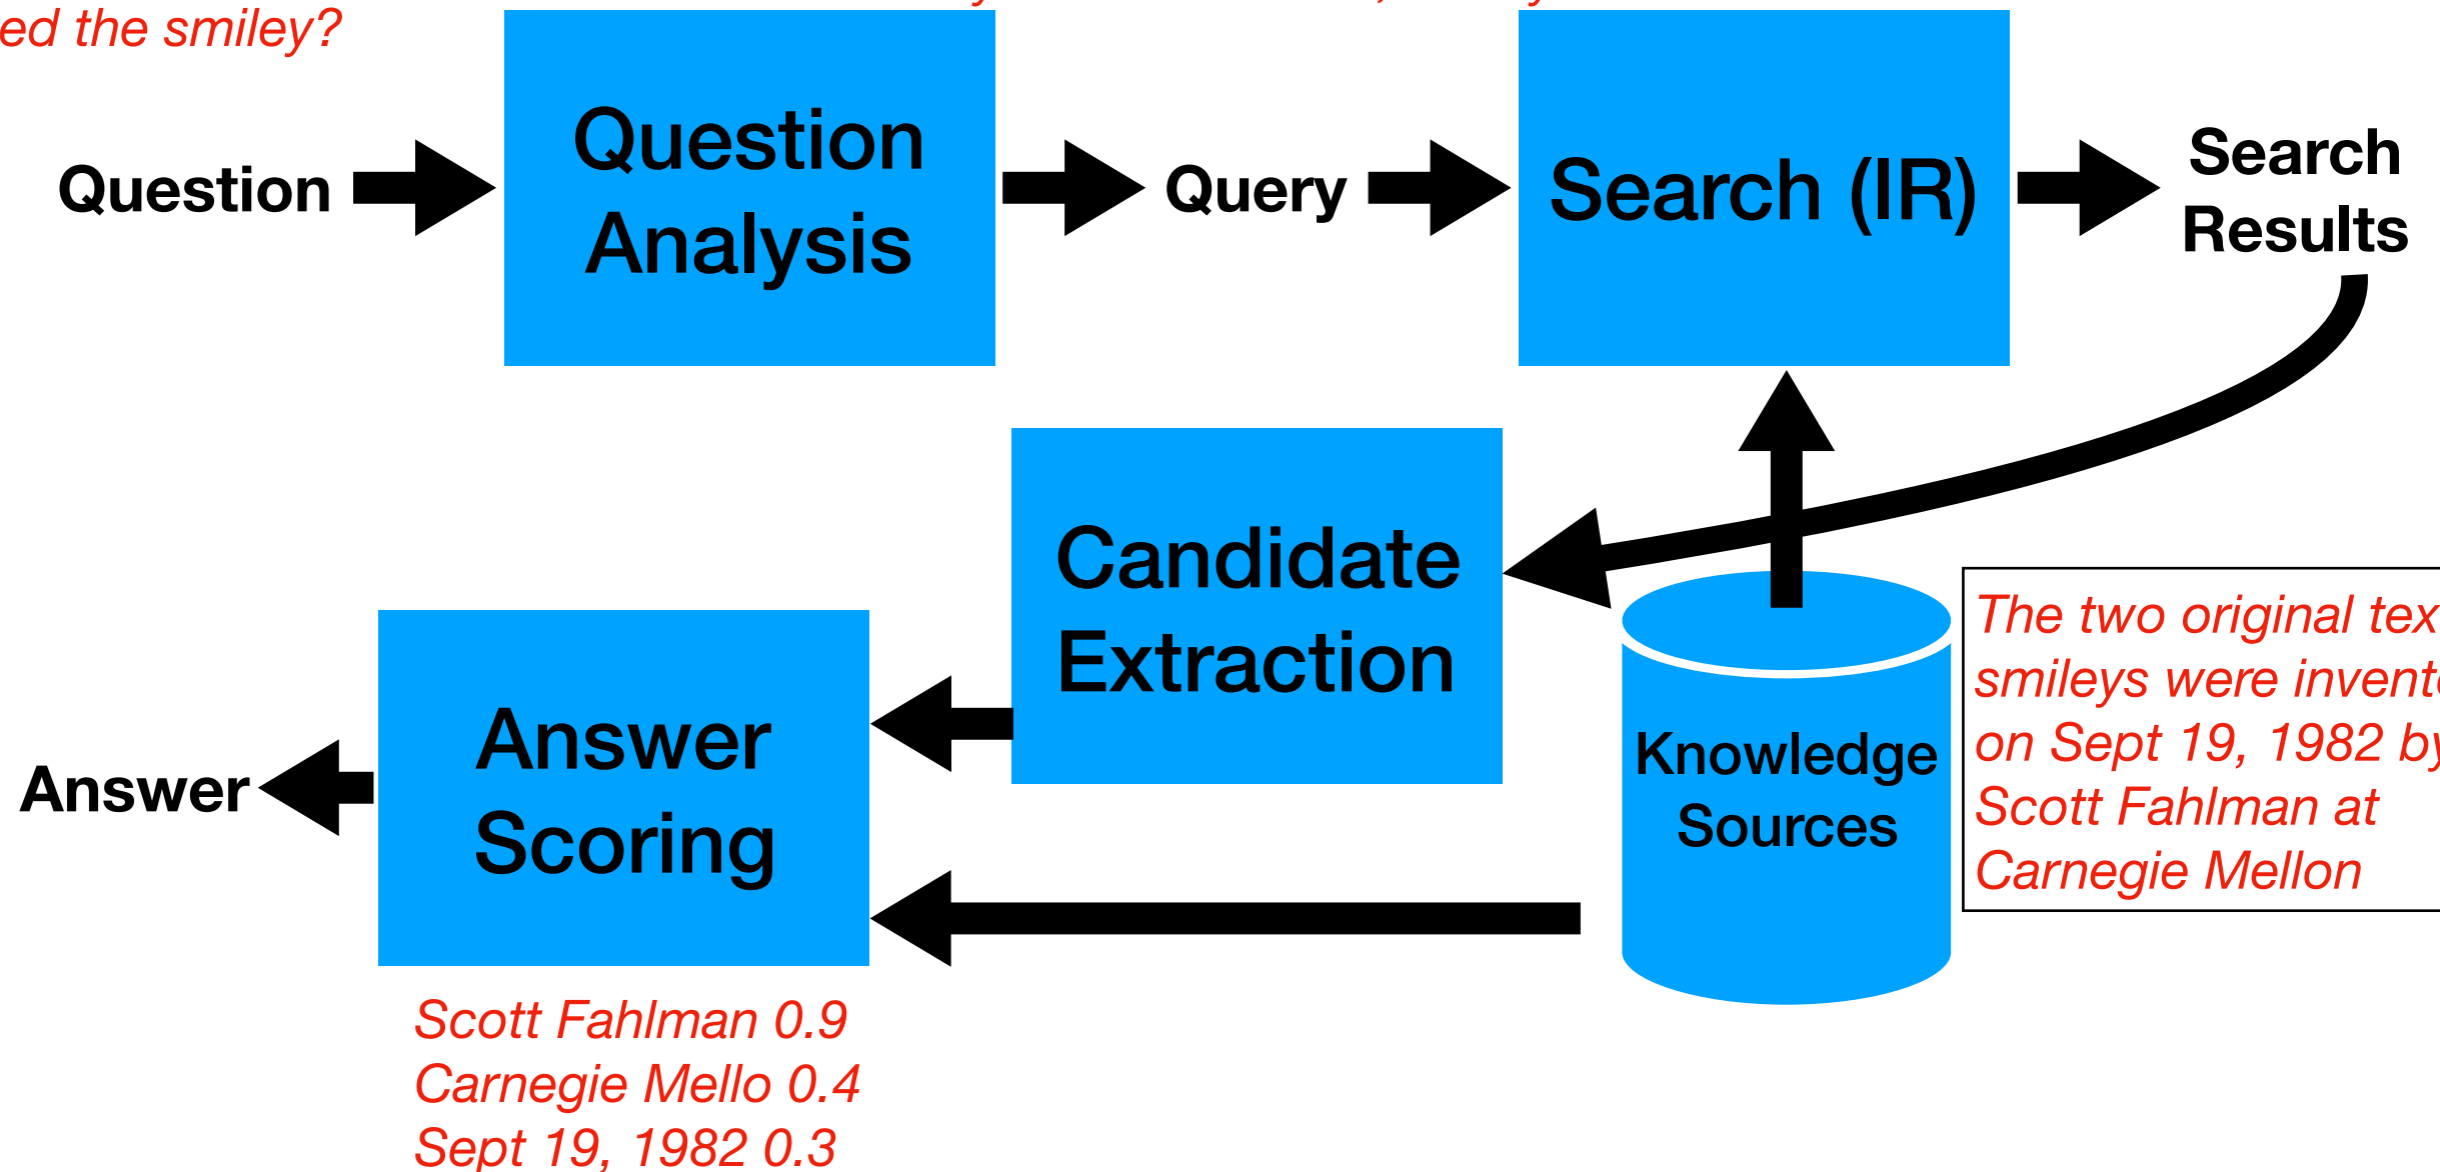 ed the smiley?
Question
Question
Analysis
Query
Search (IR)
Search
Results
Candidate
Extraction
Answer
Scoring
Answer
Knowledge
Sources
The two original tex
smileys were invent
on Sept 19, 1982 by
Scott Fahlman at
Carnegie Mellon
Scott Fahlman 0.9
Carnegie Mello 0.4
Sept 19, 1982 0.3